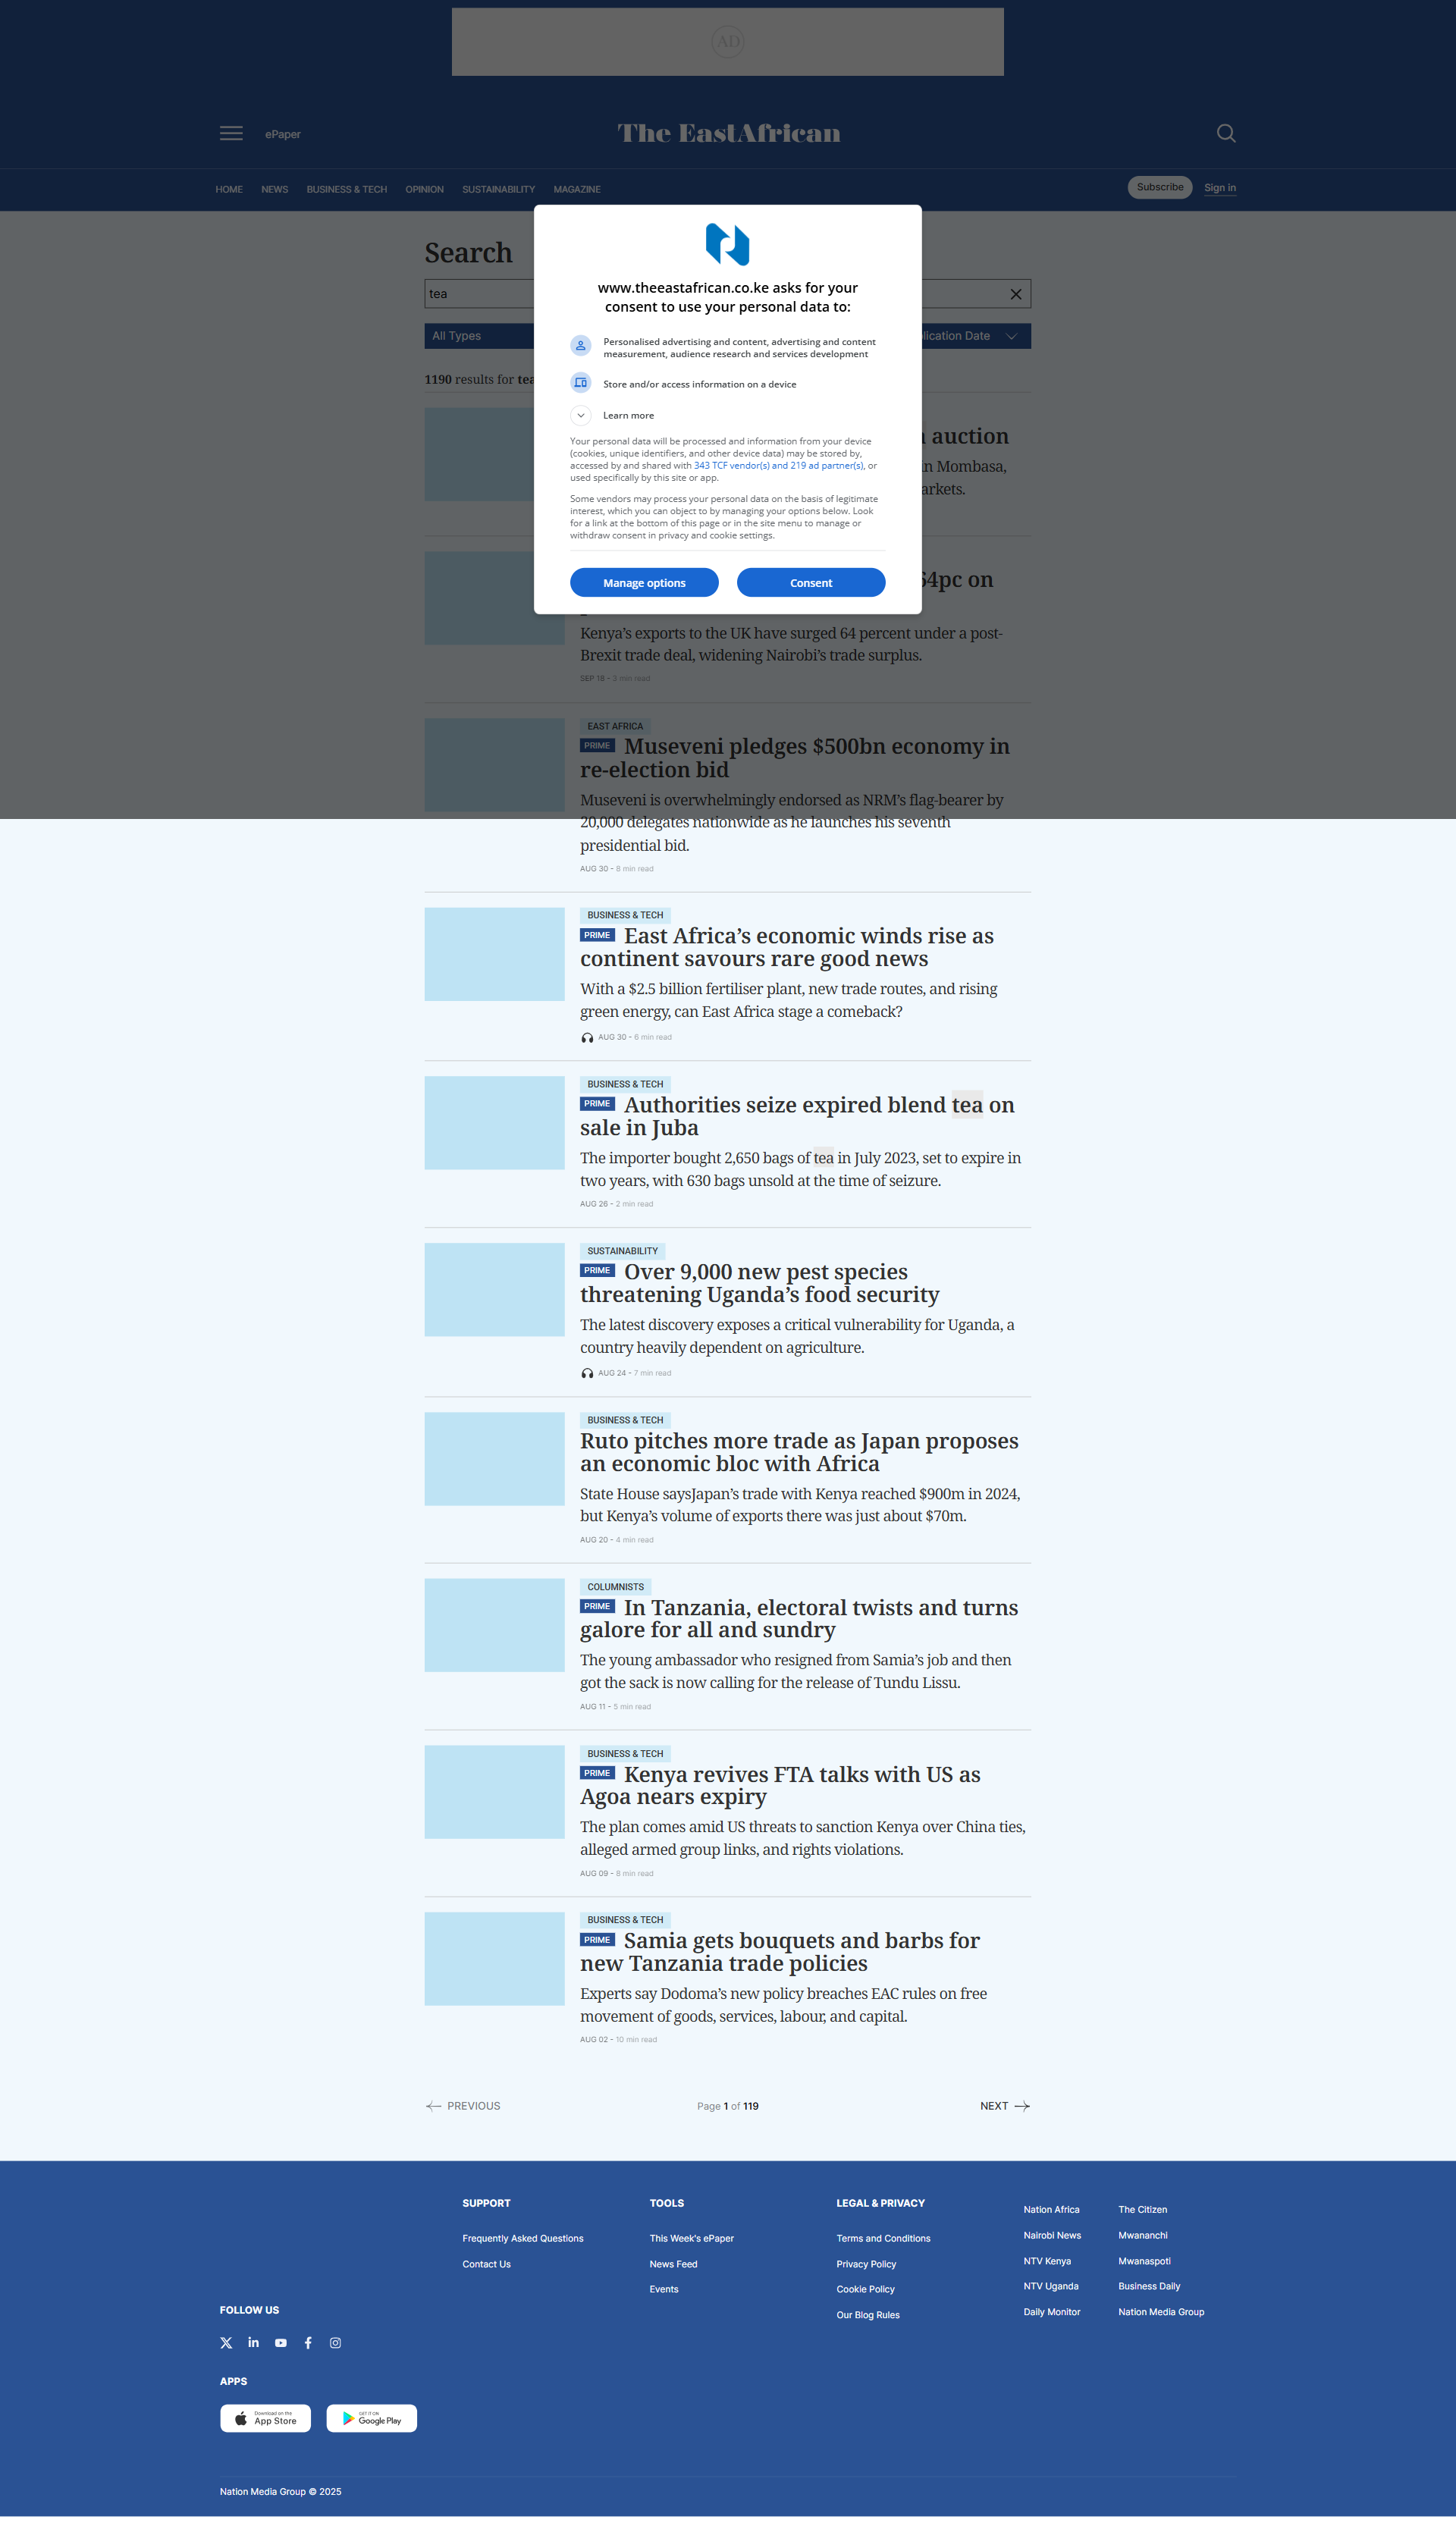 AD
ePaper
The EastAfrican
HOME NEWS BUSINESS & TECH OPINION SUSTAINABILITY MAGAZINE
Subscribe Sign in
Search
tea
All Types
lication Date
1190 results for tea
www.theeastafrican.co.ke asks for your
consent to use your personal data to:
Personalised advertising and content, advertising and content
measurement, audience research and services development
Store and/or access information on a device
Learn more
Your personal data will be processed and information from your device
(cookies, unique identifiers, and other device data) may be stored by,
accessed by and shared with 343 TCF vendor(s) and 219 ad partner(s), or
used specifically by this site or app.
Some vendors may process your personal data on the basis of legitimate
interest, which you can object to by managing your options below. Look
for a link at the bottom of this page or in the site menu to manage or
withdraw consent in privacy and cookie settings.
Manage options Consent
auction
in Mombasa,
arkets.
64pc on
Kenya’s exports to the UK have surged 64 percent under a post-
Brexit trade deal, widening Nairobi’s trade surplus.
SEP 18 - 3 min read
EAST AFRICA
PRIME Museveni pledges $500bn economy in
re-election bid
Museveni is overwhelmingly endorsed as NRM’s flag-bearer by
20,000 delegates nationwide as he launches his seventh
presidential bid.
AUG 30 - 8 min read
BUSINESS & TECH
PRIME East Africa’s economic winds rise as
continent savours rare good news
With a $2.5 billion fertiliser plant, new trade routes, and rising
green energy, can East Africa stage a comeback?
AUG 30 - 6 min read
BUSINESS & TECH
PRIME Authorities seize expired blend tea on
sale in Juba
The importer bought 2,650 bags of tea in July 2023, set to expire in
two years, with 630 bags unsold at the time of seizure.
AUG 26 - 2 min read
SUSTAINABILITY
PRIME Over 9,000 new pest species
threatening Uganda’s food security
The latest discovery exposes a critical vulnerability for Uganda, a
country heavily dependent on agriculture.
AUG 24 - 7 min read
BUSINESS & TECH
Ruto pitches more trade as Japan proposes
an economic bloc with Africa
State House saysJapan’s trade with Kenya reached $900m in 2024,
but Kenya’s volume of exports there was just about $70m.
AUG 20 - 4 min read
COLUMNISTS
PRIME In Tanzania, electoral twists and turns
galore for all and sundry
The young ambassador who resigned from Samia’s job and then
got the sack is now calling for the release of Tundu Lissu.
AUG 11 - 5 min read
BUSINESS & TECH
PRIME Kenya revives FTA talks with US as
Agoa nears expiry
The plan comes amid US threats to sanction Kenya over China ties,
alleged armed group links, and rights violations.
AUG 09 - 8 min read
BUSINESS & TECH
PRIME Samia gets bouquets and barbs for
new Tanzania trade policies
Experts say Dodoma’s new policy breaches EAC rules on free
movement of goods, services, labour, and capital.
AUG 02 - 10 min read
PREVIOUS Page 1 of 119 NEXT
SUPPORT
Frequently Asked Questions
Contact Us
TOOLS
This Week's ePaper
News Feed
Events
LEGAL & PRIVACY
Terms and Conditions
Privacy Policy
Cookie Policy
Our Blog Rules
Nation Africa
Nairobi News
NTV Kenya
NTV Uganda
Daily Monitor
The Citizen
Mwananchi
Mwanaspoti
Business Daily
Nation Media Group
FOLLOW US
APPS
Download on the
App Store
GET IT ON
Google Play
Nation Media Group © 2025